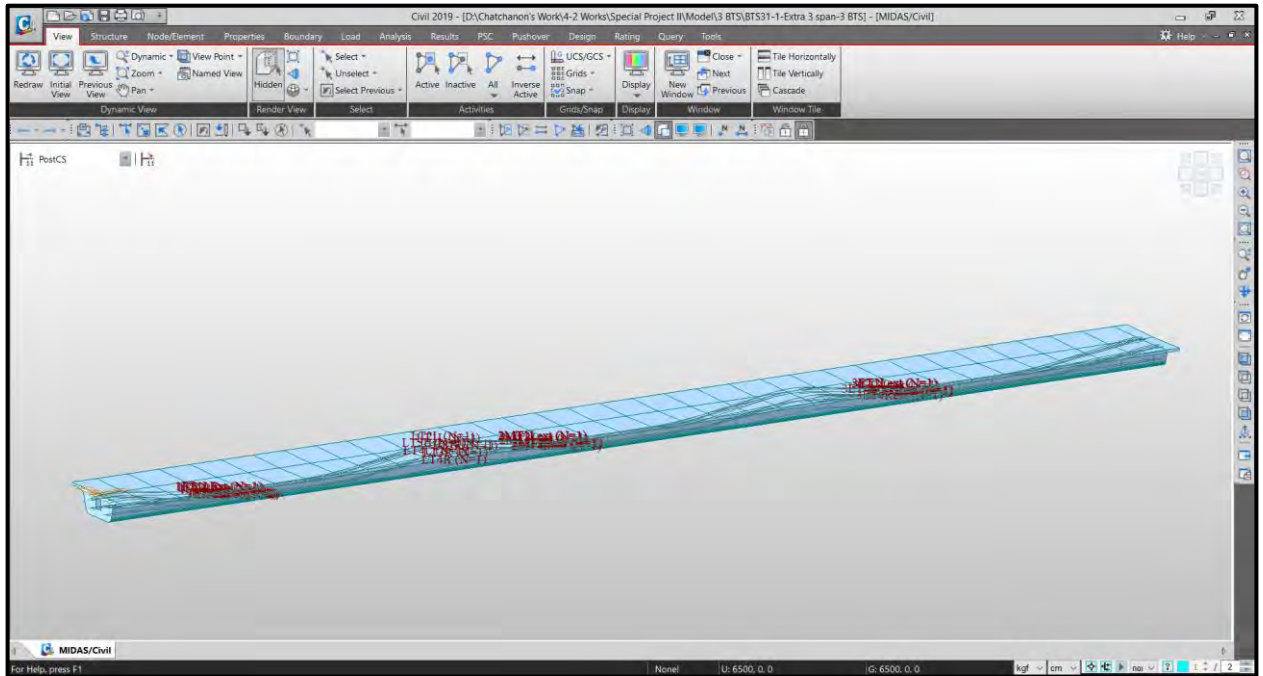 Civil 2019 - [D:\Chatchanon's Work\4-2 Works\Special Project II\Model\3 BTS\BTS31-1-Extra 3 span-3 BTS] - [MIDAS/Civil]
View Structure Node/Element Properties Boundary Load Analysis Results PSC Pushover Design Rating Query Tools Help
Redraw Initial View Previous View Dynamic Zoom Pan View Point Named View Hidden Select Unselect Select Previous Active Inactive All Inverse Active UCS/GCS Grids Snap Display New Window Close Next Previous Tile Horizontally Tile Vertically Cascade
Dynamic View Render View Select Activities Grids/Snap Display Window Window Tile
PostCS
LT4R (N=1)
MIDAS/Civil
For Help, press F1 None! U: 6500, 0, 0 G: 6500, 0, 0 kgf cm 1 / 2